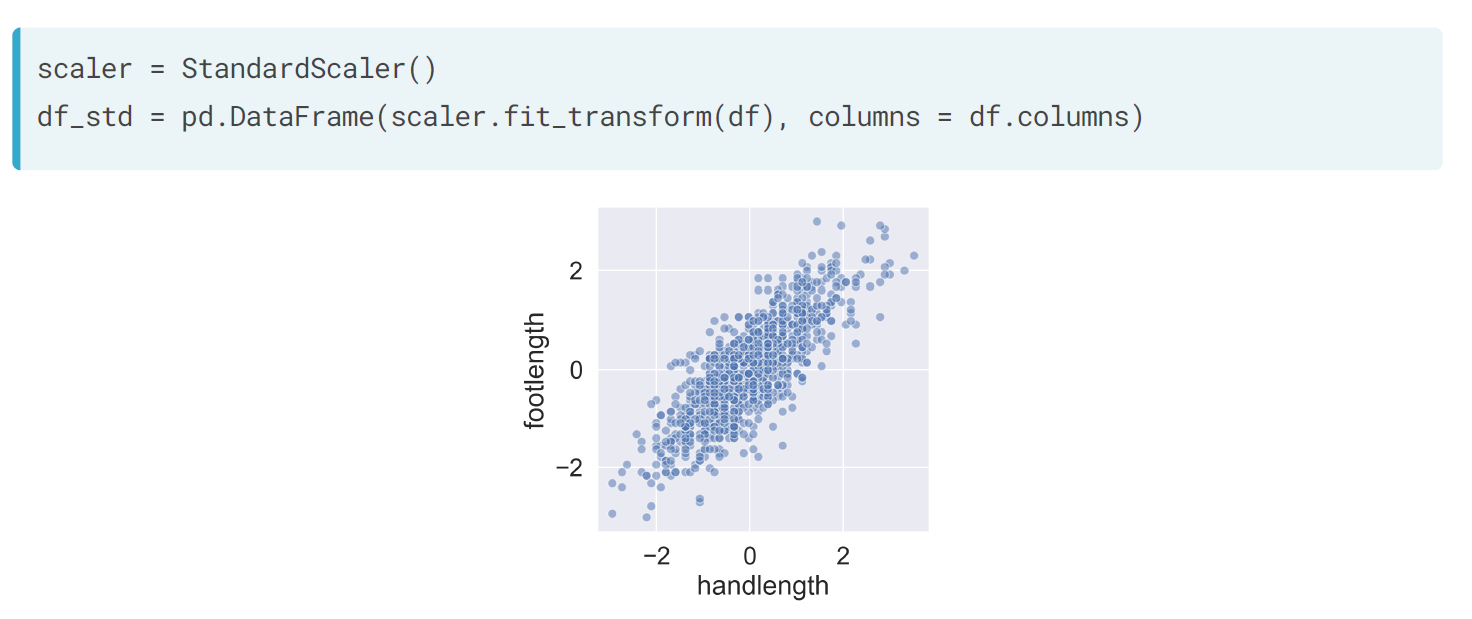 scaler = StandardScaler()
df_std = pd.DataFrame(scaler.fit_transform(df), columns = df.columns)
footlength
2
0
−2
−2 0 2
handlength